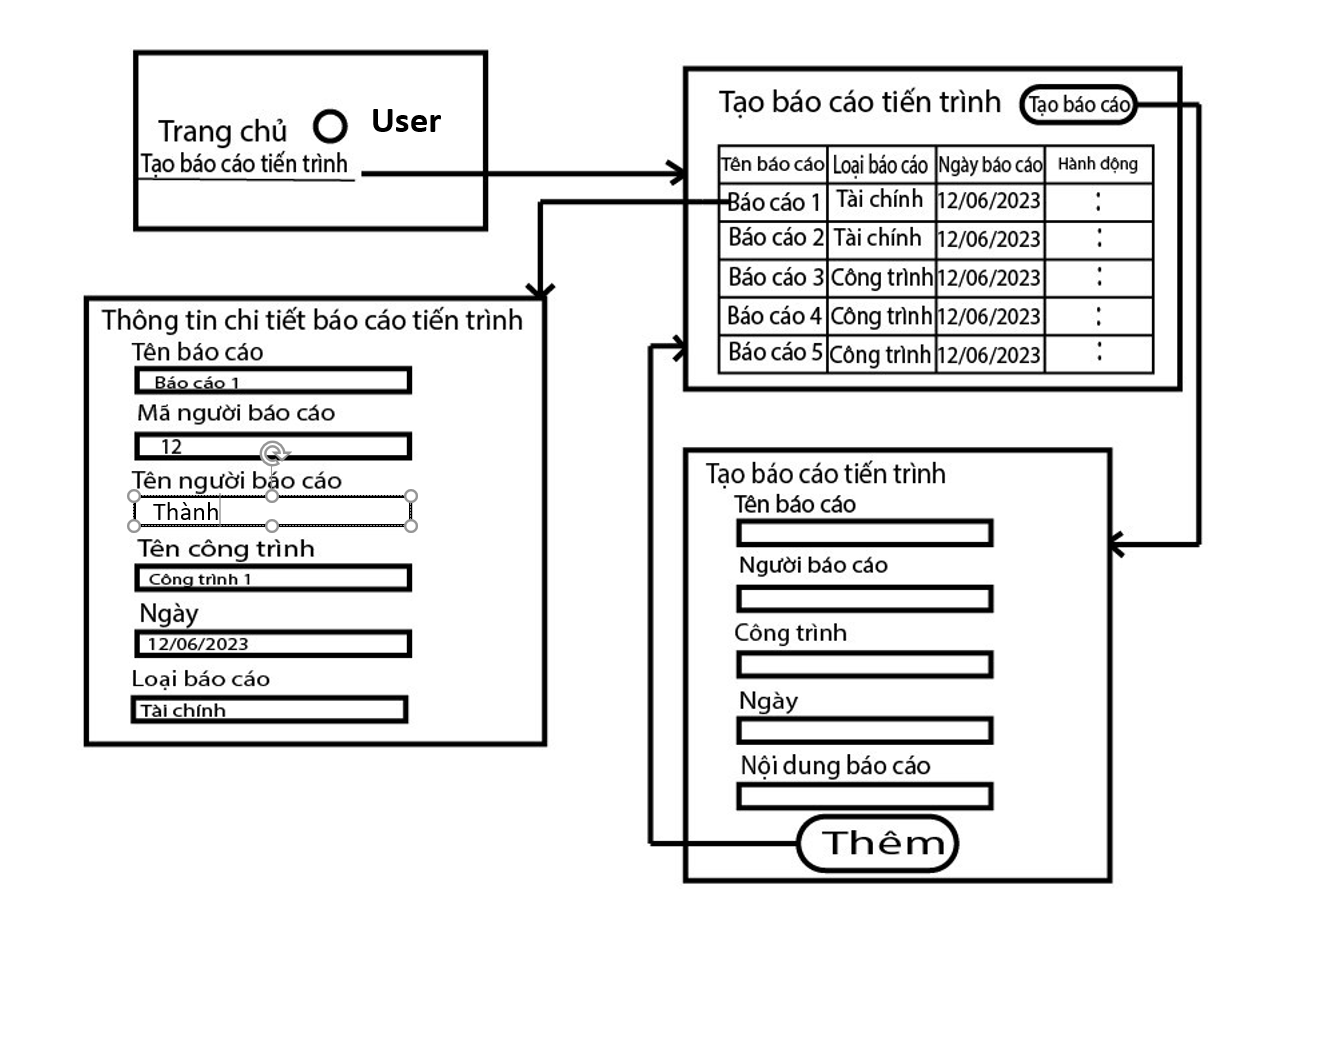 Trang chủ
User
Tạo báo cáo tiến trình
Tạo báo cáo tiến trình
Tạo báo cáo
Tên báo cáo Loại báo cáo Ngày báo cáo Hành động
Báo cáo 1 Tài chính 12/06/2023 :
Báo cáo 2 Tài chính 12/06/2023 :
Báo cáo 3 Công trình 12/06/2023 :
Báo cáo 4 Công trình 12/06/2023 :
Báo cáo 5 Công trình 12/06/2023 :
Thông tin chi tiết báo cáo tiến trình
Tên báo cáo
Báo cáo 1
Mã người báo cáo
12
Tên người báo cáo
Thành
Tên công trình
Công trình 1
Ngày
12/06/2023
Loại báo cáo
Tài chính
Tạo báo cáo tiến trình
Tên báo cáo
Người báo cáo
Công trình
Ngày
Nội dung báo cáo
Thêm